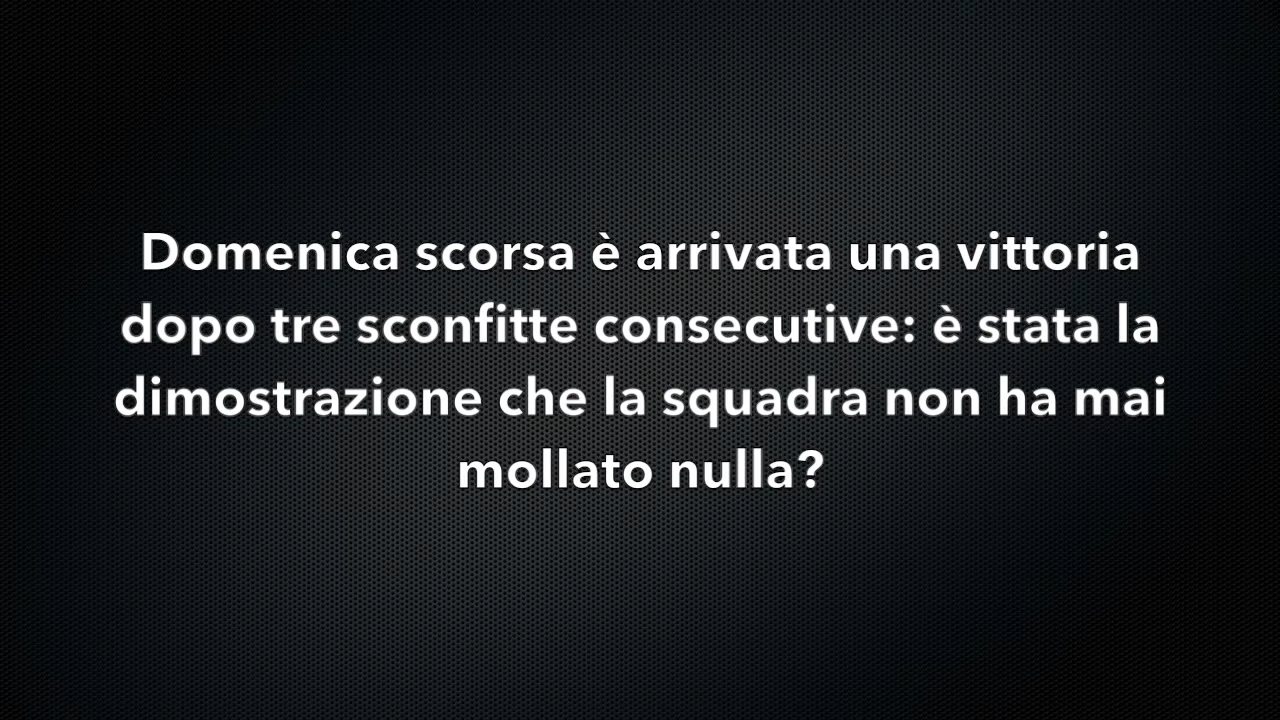 Domenica scorsa è arrivata una vittoria
dopo tre sconfitte consecutive: è stata la
dimostrazione che la squadra non ha mai
mollato nulla?